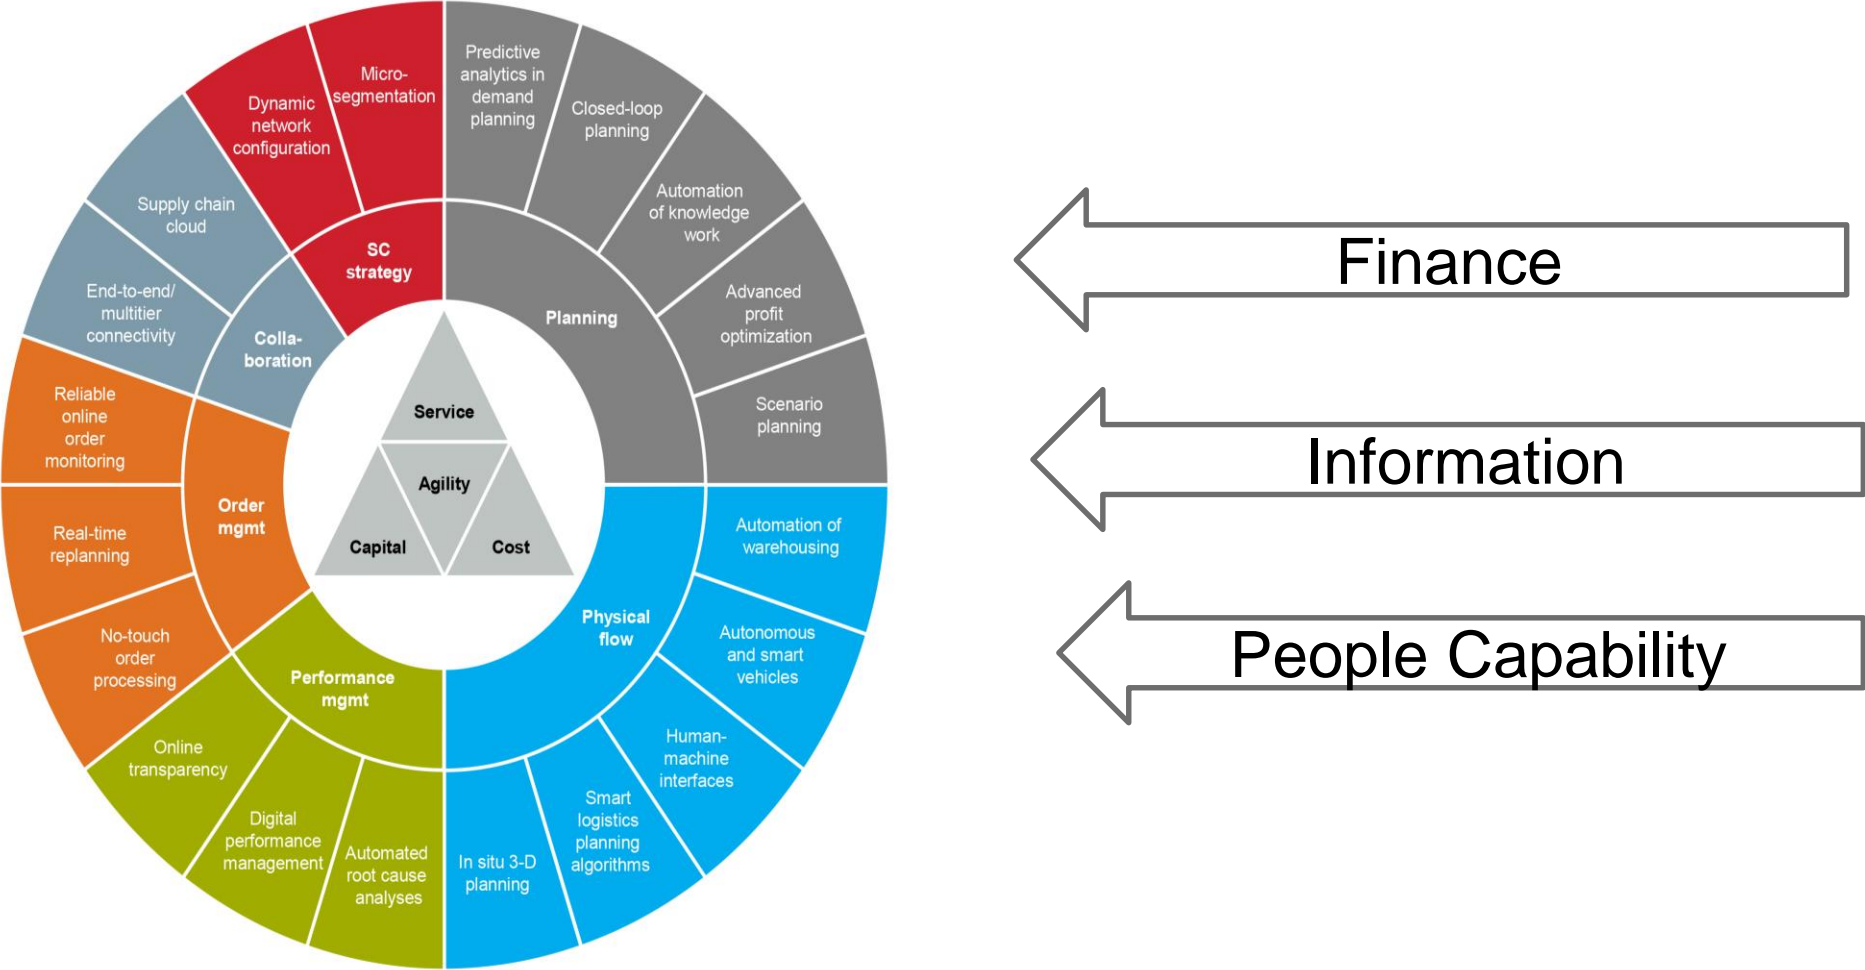 Predictive
analytics in
demand
planning
Closed-loop
planning
Automation
of knowledge
work
Advanced
profit
optimization
Scenario
planning
Planning
Automation of
warehousing
Autonomous
and smart
vehicles
Human-
machine
interfaces
Smart
logistics
planning
algorithms
In situ 3-D
planning
Physical
flow
Automated
root cause
analyses
Digital
performance
management
Online
transparency
Performance
mgmt
No-touch
order
processing
Real-time
replanning
Reliable
online
order
monitoring
Order
mgmt
End-to-end/
multitier
connectivity
Supply chain
cloud
Colla-
boration
Dynamic
network
configuration
Micro-
segmentation
SC
strategy
Service
Agility
Capital
Cost
Finance
Information
People Capability